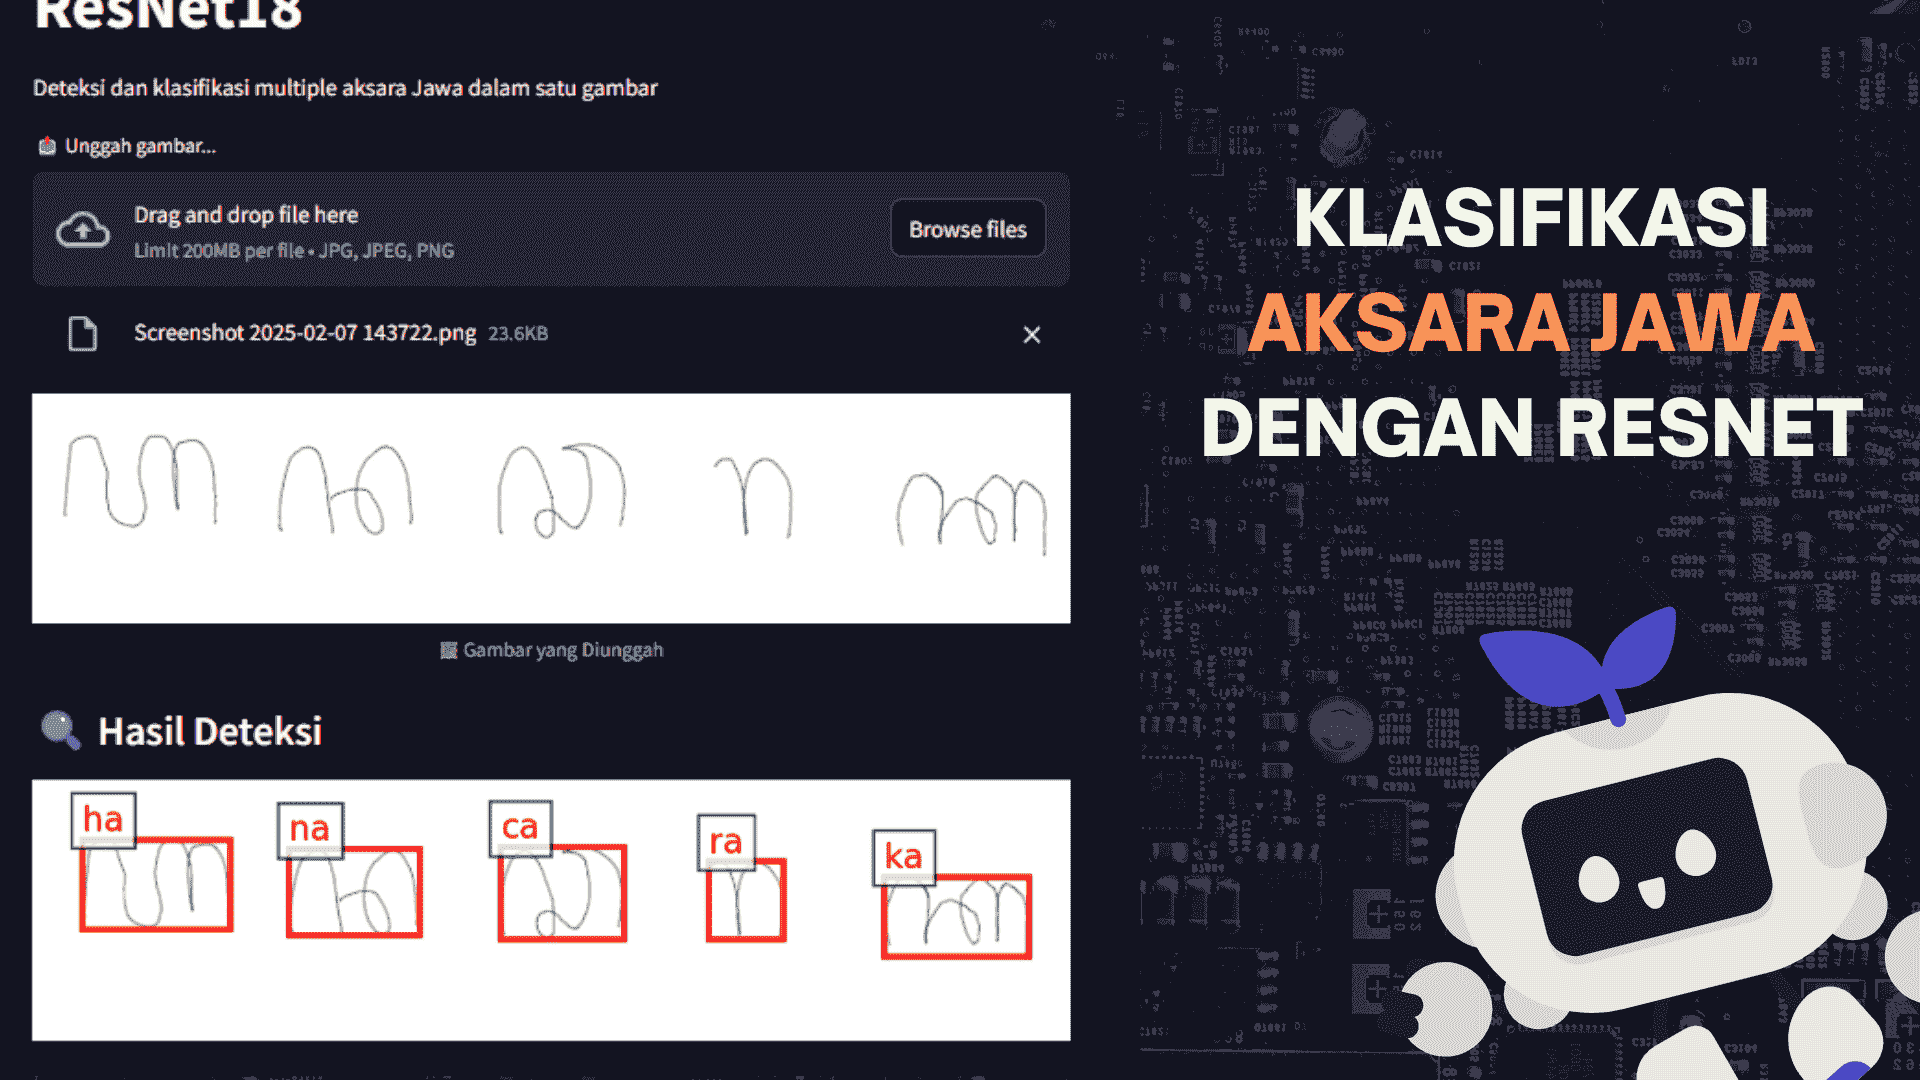 ResNet18
Deteksi dan klasifikasi multiple aksara Jawa dalam satu gambar
Unggah gambar...
Drag and drop file here
Limit 200MB per file • JPG, JPEG, PNG
Browse files
Screenshot 2025-02-07 143722.png 23.6KB
ꦲ ꦤ ꦕ ꦫ ꦏ
Gambar yang Diunggah
Hasil Deteksi
ha na ca ra ka
ꦲ ꦤ ꦕ ꦫ ꦏ
KLASIFIKASI
AKSARA JAWA
DENGAN RESNET